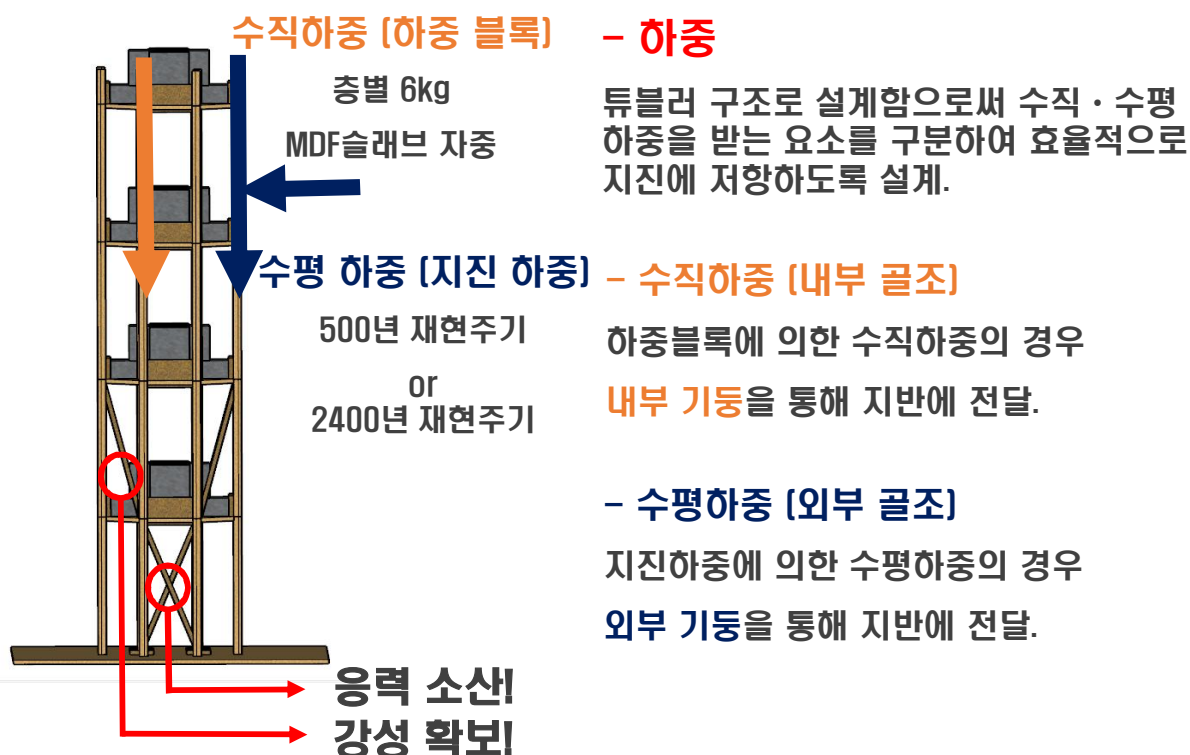 수직하중 (하중 블록)
층별 6kg
MDF슬래브 자중
수평 하중 (지진 하중)
500년 재현주기
or
2400년 재현주기
응력 소산!
강성 확보!
- 하중
튜블러 구조로 설계함으로써 수직 · 수평
하중을 받는 요소를 구분하여 효율적으로
지진에 저항하도록 설계.
- 수직하중 (내부 골조)
하중블록에 의한 수직하중의 경우
내부 기둥을 통해 지반에 전달.
- 수평하중 (외부 골조)
지진하중에 의한 수평하중의 경우
외부 기둥을 통해 지반에 전달.